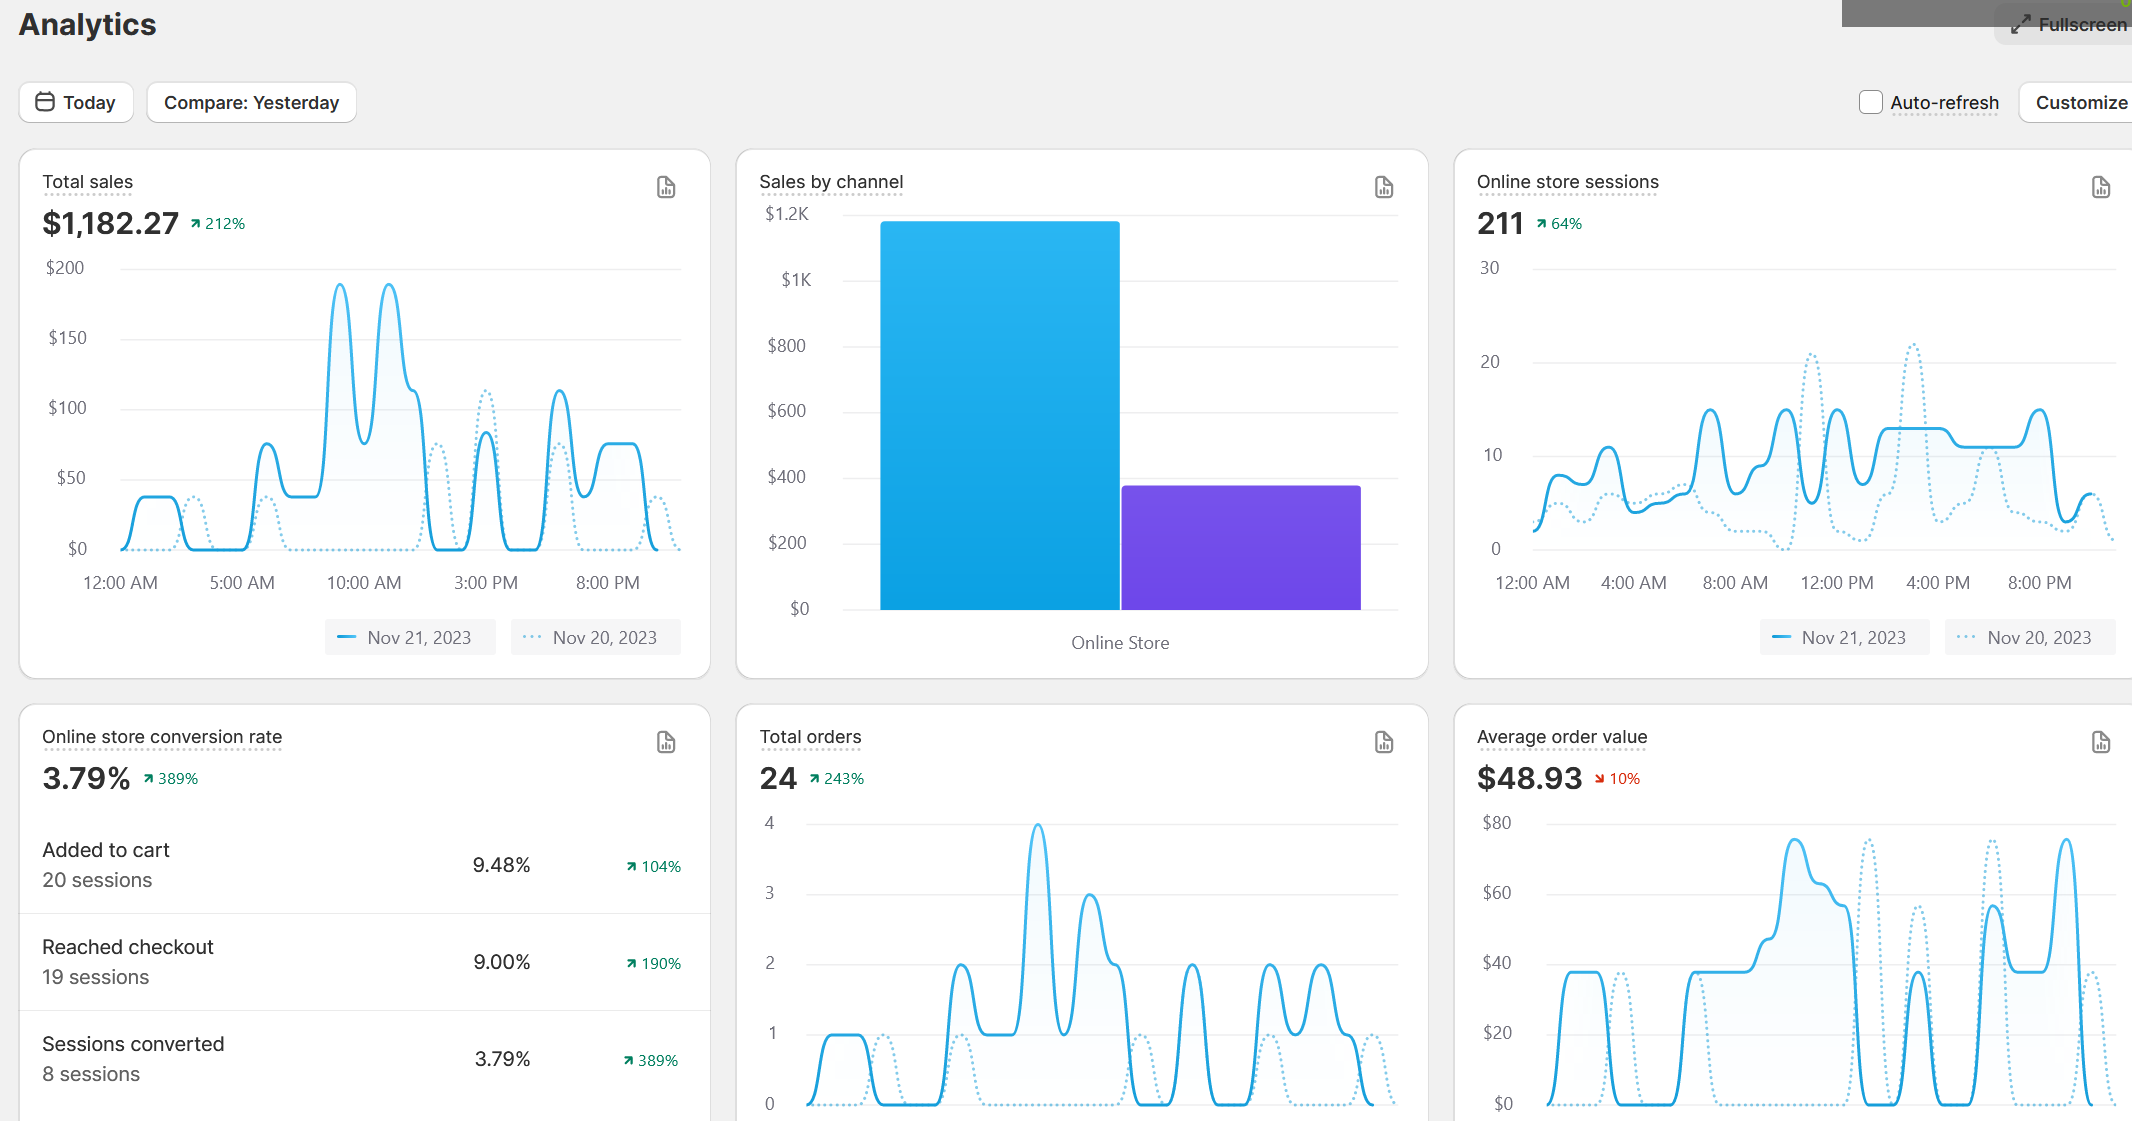 Analytics
Fullscreen
Today
Compare: Yesterday
Auto-refresh
Customize
Total sales
$1,182.27 212%
$200
$150
$100
$50
$0
12:00 AM 5:00 AM 10:00 AM 3:00 PM 8:00 PM
Nov 21, 2023 Nov 20, 2023
Sales by channel
$1.2K
$1K
$800
$600
$400
$200
$0
Online Store
Online store sessions
211 64%
30
20
10
0
12:00 AM 4:00 AM 8:00 AM 12:00 PM 4:00 PM 8:00 PM
Nov 21, 2023 Nov 20, 2023
Online store conversion rate
3.79% 389%
Added to cart
20 sessions
9.48% 104%
Reached checkout
19 sessions
9.00% 190%
Sessions converted
8 sessions
3.79% 389%
Total orders
24 243%
4
3
2
1
0
Average order value
$48.93 10%
$80
$60
$40
$20
$0